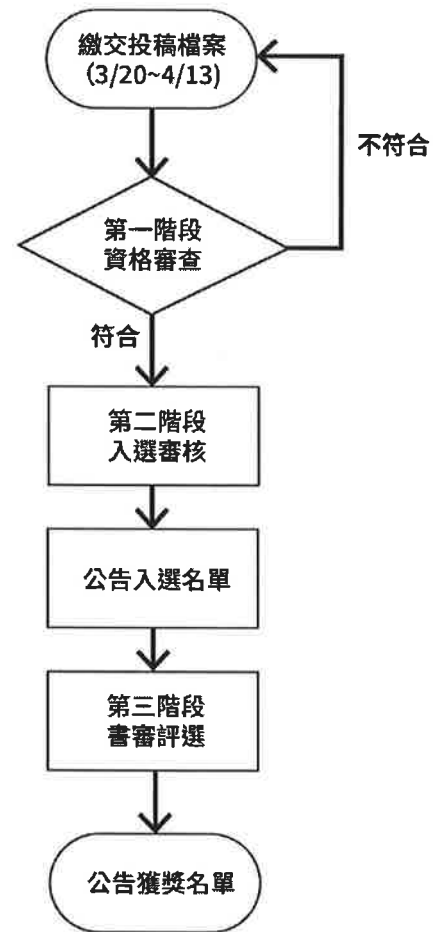 繳交投稿檔案
(3/20~4/13)
不符合
第一階段
資格審查
符合
第二階段
入選審核
公告入選名單
第三階段
書審評選
公告獲獎名單